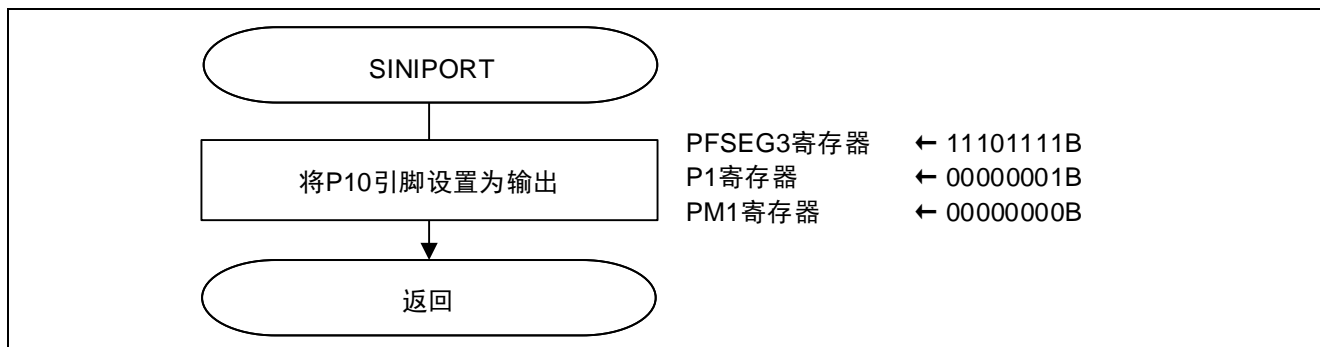 SINIPORT
将P10引脚设置为输出
PFSEG3寄存器 ← 11101111B
P1寄存器 ← 00000001B
PM1寄存器 ← 00000000B
返回